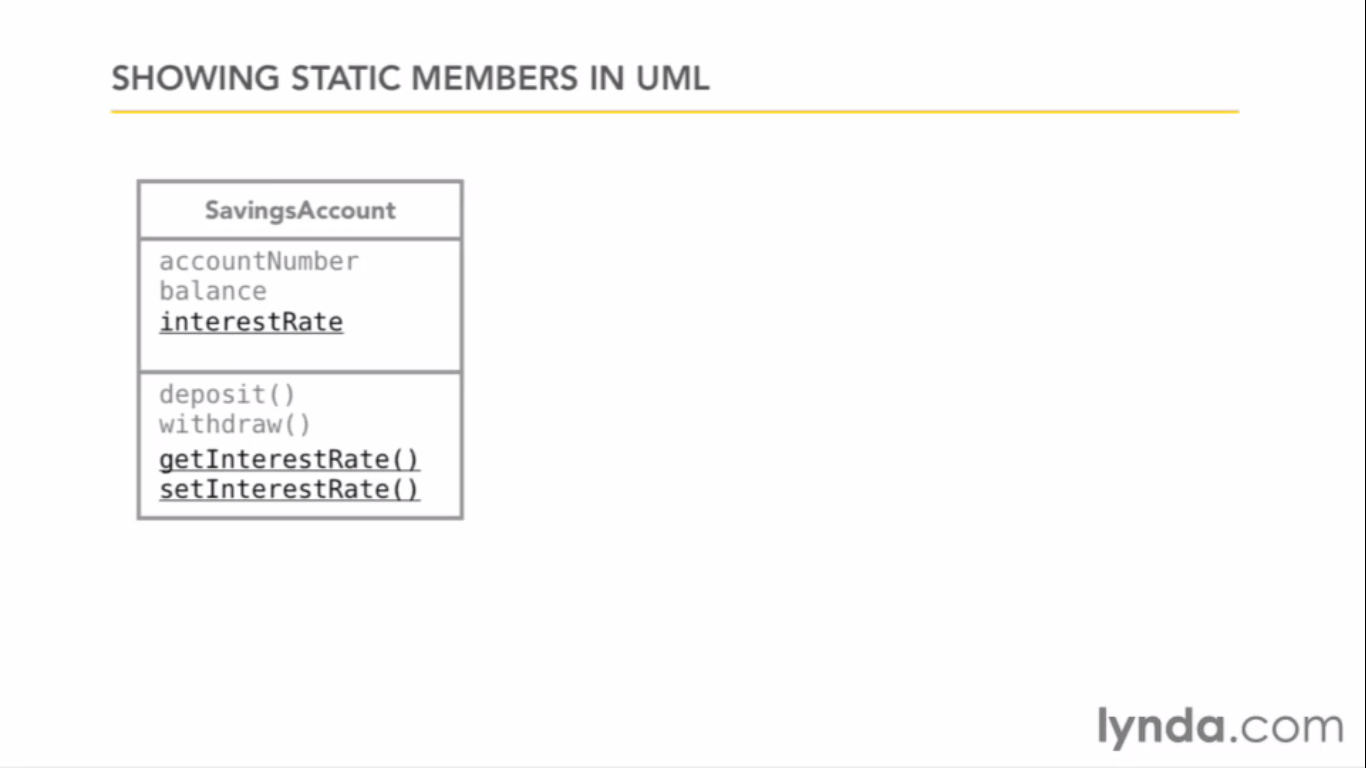 SHOWING STATIC MEMBERS IN UML
SavingsAccount
accountNumber
balance
interestRate
deposit()
withdraw()
getInterestRate()
setInterestRate()
lynda.com